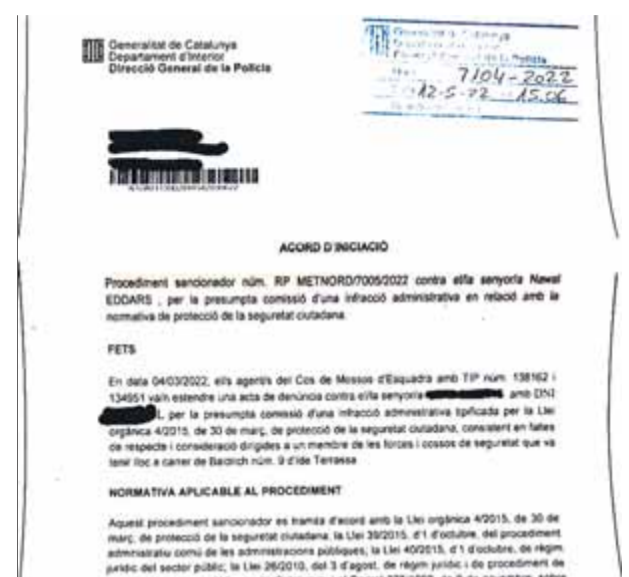 Generalitat de Catalunya
Departament d'Interior
Direcció General de la Policia
7104-2022
12-5-22 15.06
ACORD D'INICIACIÓ
Procediment sancionador núm. RP METNORD/7005/2022 contra el/la senyor/a Nawal
EDDARS , per la presumpta comissió d'una infracció administrativa en relació amb la
normativa de protecció de la seguretat ciutadana.
FETS
En data 04/03/2022, el/s agent/s del Cos de Mossos d'Esquadra amb TIP núm. 138162 i
134951 va/n estendre una acta de denúncia contra el/la senyor/a amb DNI
L, per la presumpta comissió d'una infracció administrativa tipificada per la Llei
orgànica 4/2015, de 30 de març, de protecció de la seguretat ciutadana, consistent en faltes
de respecte i consideració dirigides a un membre de les forces i cossos de seguretat que va
tenir lloc a carrer de núm. 9 d'/de Terrassa
NORMATIVA APLICABLE AL PROCEDIMENT
Aquest procediment sancionador es tramita d'acord amb la Llei orgànica 4/2015, de 30 de
març, de protecció de la seguretat ciutadana; la Llei 39/2015, d'1 d'octubre, del procediment
administratiu comú de les administracions públiques; la Llei 40/2015, d'1 d'octubre, de règim
jurídic del sector públic; la Llei 26/2010, del 3 d'agost, de règim jurídic i de procediment de